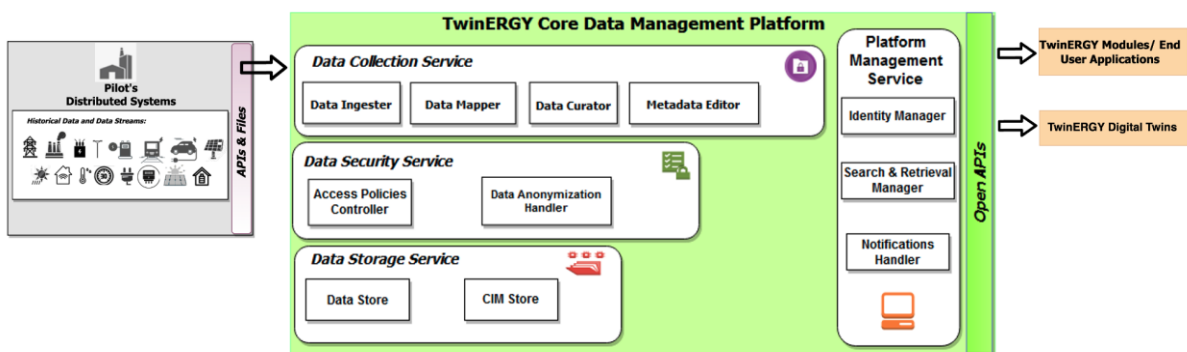 TwinERGY Core Data Management Platform
Pilot's
Distributed Systems
Historical Data and Data Streams:
30
APIs & Files
Data Collection Service
Data Ingester
Data Mapper
Data Curator
Metadata Editor
Data Security Service
Access Policies
Controller
Data Anonymization
Handler
Data Storage Service
Data Store
CIM Store
Platform
Management
Service
Identity Manager
Search & Retrieval
Manager
Notifications
Handler
Open APIs
TwinERGY Modules/ End
User Applications
TwinERGY Digital Twins